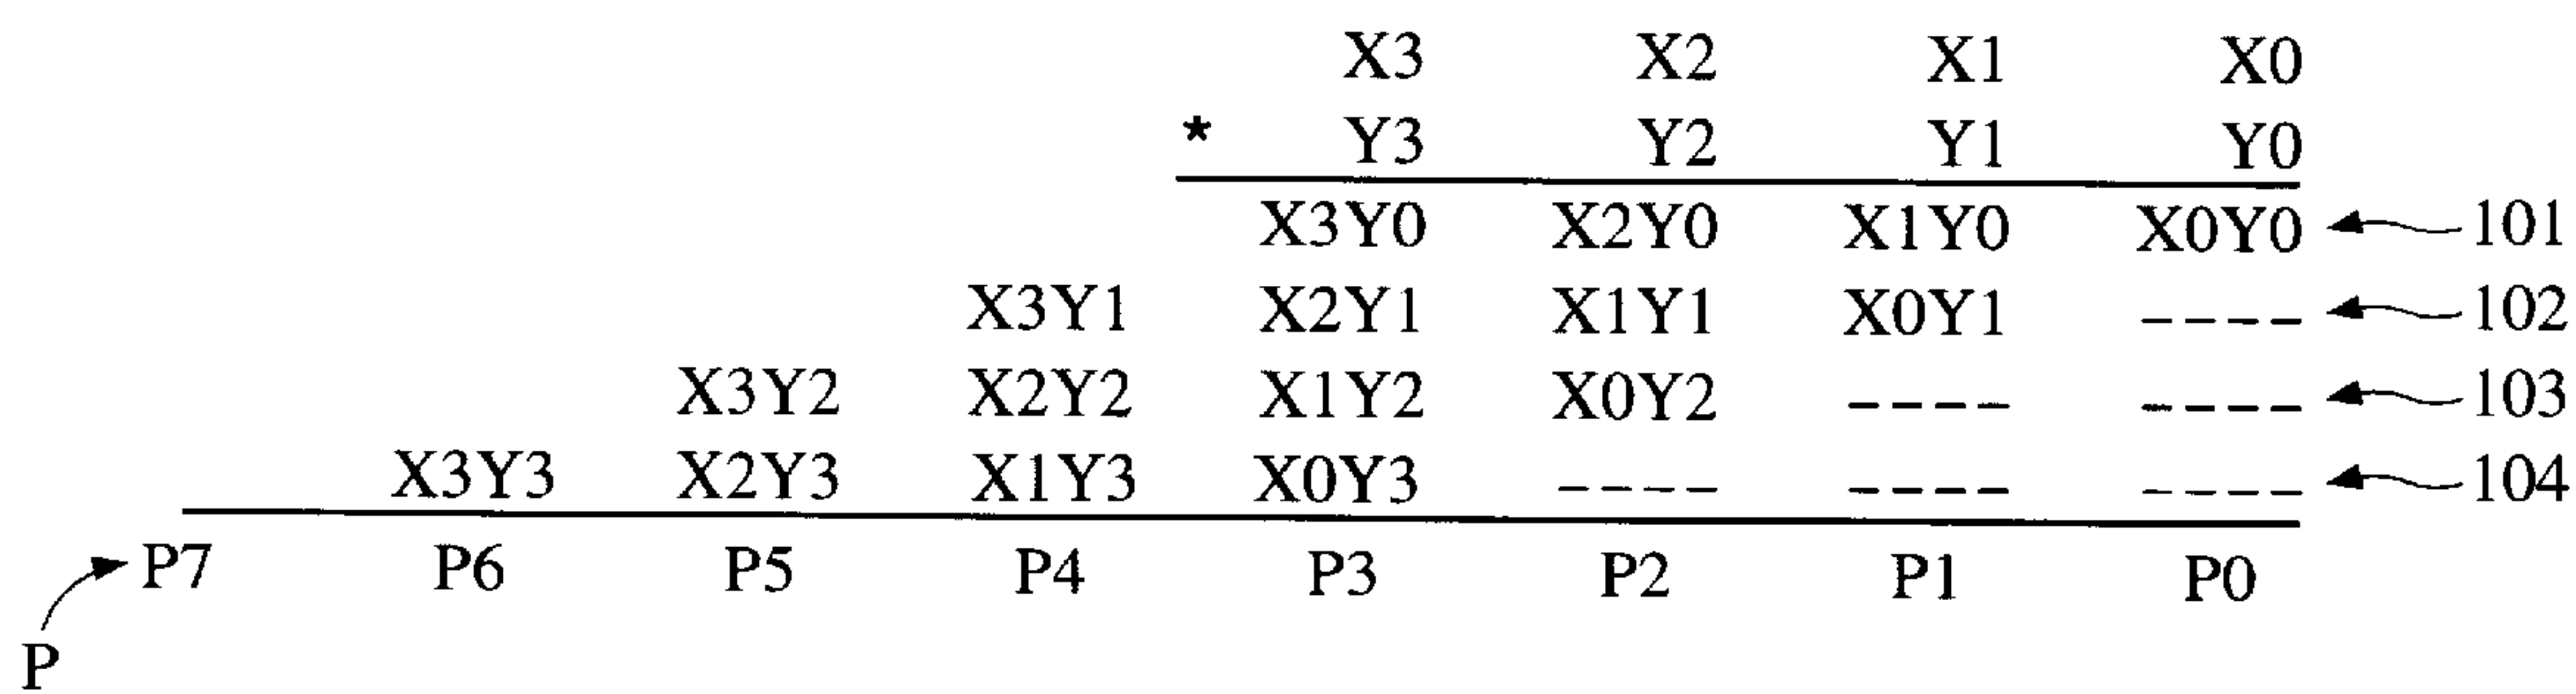 X3 X2 X1 X0
* Y3 Y2 Y1 Y0
X3Y0 X2Y0 X1Y0 X0Y0 101
X3Y1 X2Y1 X1Y1 X0Y1 ---- 102
X3Y2 X2Y2 X1Y2 X0Y2 ---- ---- 103
X3Y3 X2Y3 X1Y3 X0Y3 ---- ---- ---- 104
P7 P6 P5 P4 P3 P2 P1 P0
P